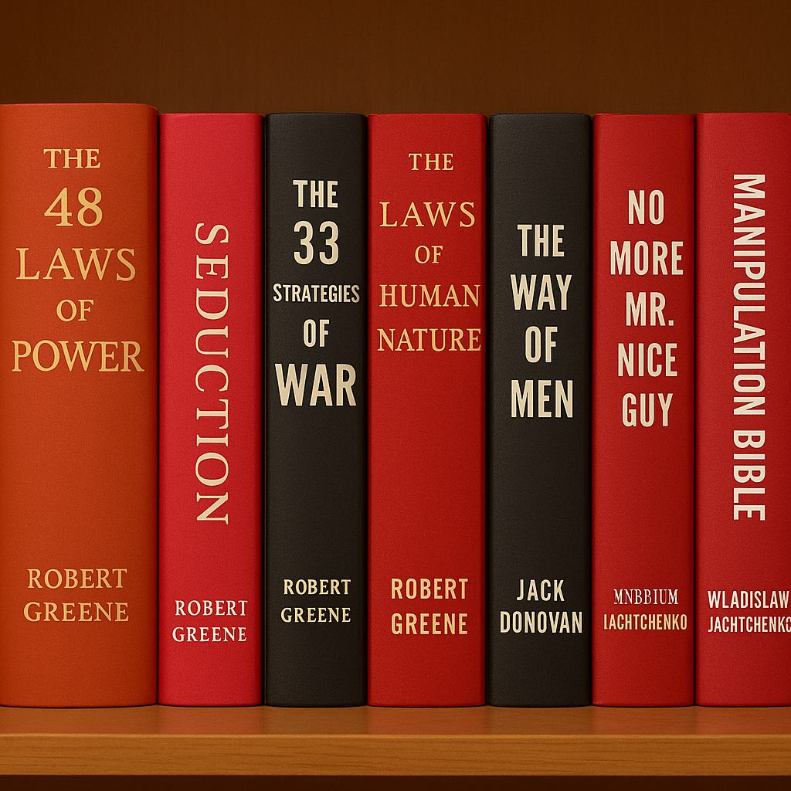 THE
48
LAWS
OF
POWER
ROBERT
GREENE
SEDUCTION
ROBERT
GREENE
THE
33
STRATEGIES
OF
WAR
ROBERT
GREENE
THE
LAWS
OF
HUMAN
NATURE
ROBERT
GREENE
THE
WAY
OF
MEN
JACK
DONOVAN
NO
MORE
MR.
NICE
GUY
MNBBIUM
IACHTCHENKO
MANIPULATION BIBLE
WLADISLAW
JACHTCHENKO